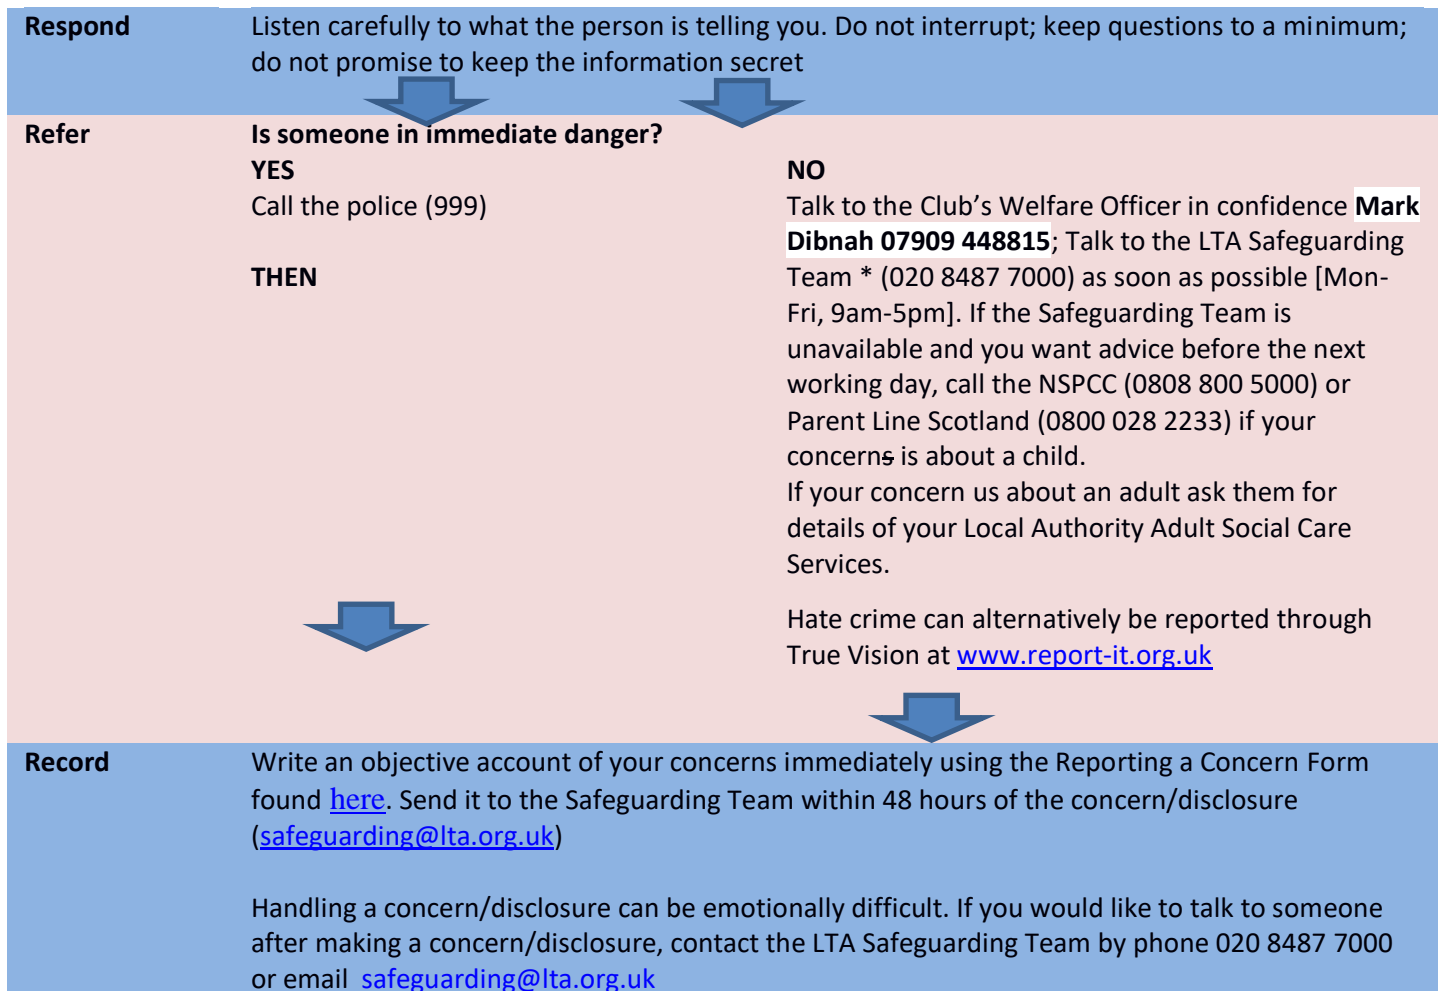 Respond
Listen carefully to what the person is telling you. Do not interrupt; keep questions to a minimum;
do not promise to keep the information secret
Refer
Is someone in immediate danger?
YES
Call the police (999)
THEN
NO
Talk to the Club’s Welfare Officer in confidence Mark
Dibnah 07909 448815; Talk to the LTA Safeguarding
Team * (020 8487 7000) as soon as possible [Mon-
Fri, 9am-5pm]. If the Safeguarding Team is
unavailable and you want advice before the next
working day, call the NSPCC (0808 800 5000) or
Parent Line Scotland (0800 028 2233) if your
concerns is about a child.
If your concern us about an adult ask them for
details of your Local Authority Adult Social Care
Services.
Hate crime can alternatively be reported through
True Vision at www.report-it.org.uk
Record
Write an objective account of your concerns immediately using the Reporting a Concern Form
found here. Send it to the Safeguarding Team within 48 hours of the concern/disclosure
(safeguarding@lta.org.uk)
Handling a concern/disclosure can be emotionally difficult. If you would like to talk to someone
after making a concern/disclosure, contact the LTA Safeguarding Team by phone 020 8487 7000
or email safeguarding@lta.org.uk